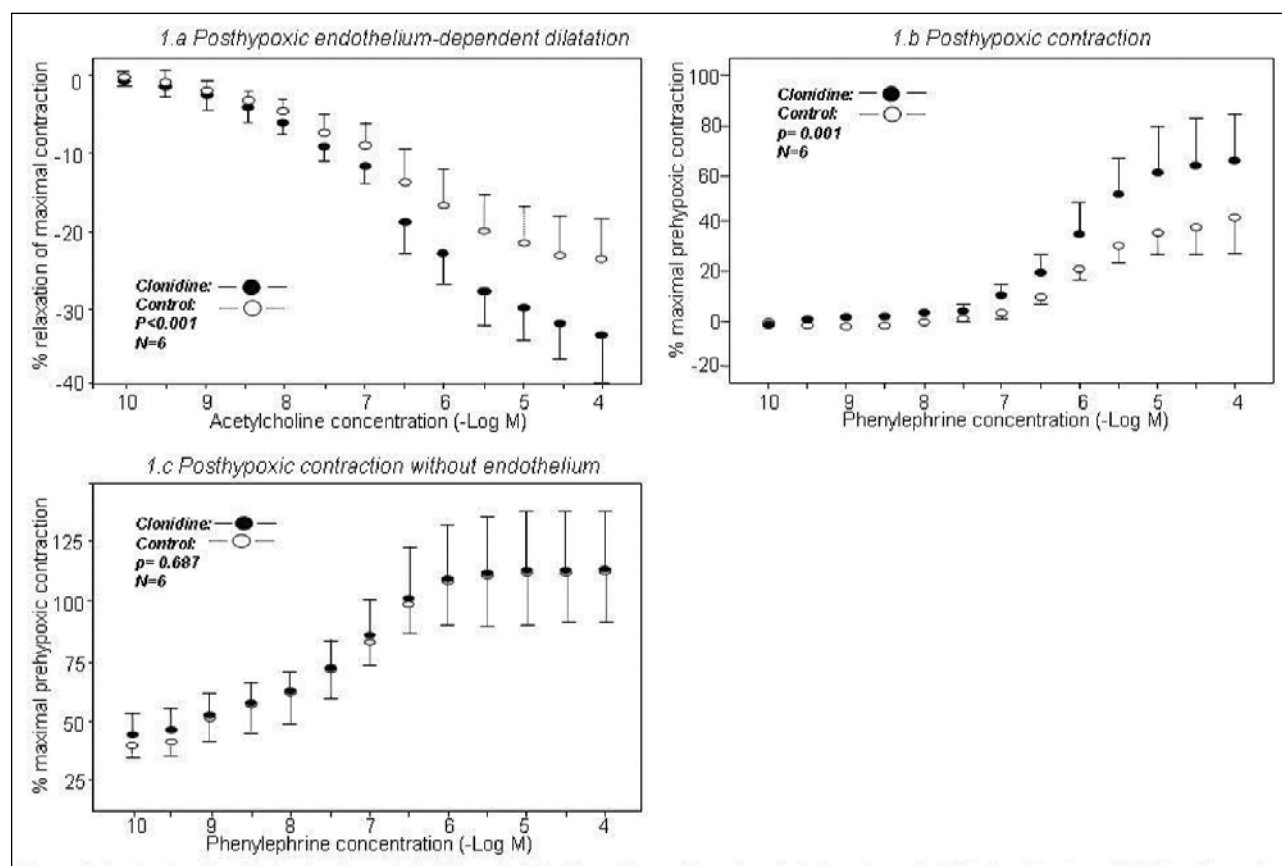 1.a Posthypoxic endothelium-dependent dilatation
% relaxation of maximal contraction
0
-10
-20
-30
-40
Clonidine:
Control:
P<0.001
N=6
10 9 8 7 6 5 4
Acetylcholine concentration (-Log M)
1.b Posthypoxic contraction
% maximal prehypoxic contraction
100
80
60
40
20
0
-20
Clonidine:
Control:
p= 0.001
N=6
10 9 8 7 6 5 4
Phenylephrine concentration (-Log M)
1.c Posthypoxic contraction without endothelium
% maximal prehypoxic contraction
125
100
75
50
25
Clonidine:
Control:
p= 0.687
N=6
10 9 8 7 6 5 4
Phenylephrine concentration (-Log M)